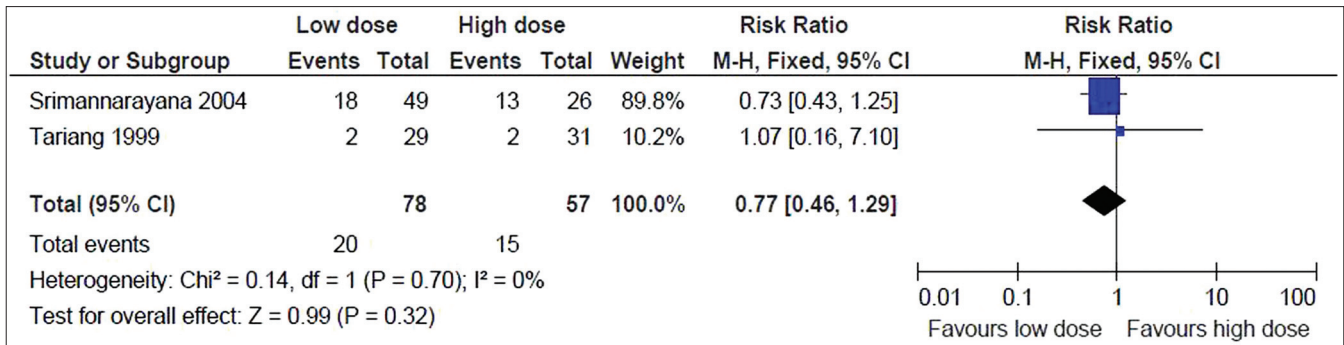 Low dose High dose Risk Ratio Risk Ratio
Study or Subgroup Events Total Events Total Weight M-H, Fixed, 95% CI M-H, Fixed, 95% CI
Srimannarayana 2004 18 49 13 26 89.8% 0.73 [0.43, 1.25]
Tariang 1999 2 29 2 31 10.2% 1.07 [0.16, 7.10]
Total (95% CI) 78 57 100.0% 0.77 [0.46, 1.29]
Total events 20 15
Heterogeneity: Chi² = 0.14, df = 1 (P = 0.70); I² = 0%
Test for overall effect: Z = 0.99 (P = 0.32)
0.01 0.1 1 10 100
Favours low dose Favours high dose